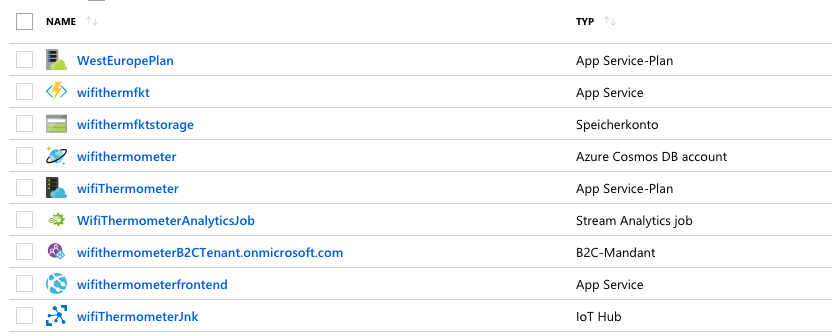 NAME TYP
WestEuropePlan App Service-Plan
wifithermfkt App Service
wifithermfktstorage Speicherkonto
wifithermometer Azure Cosmos DB account
wifiThermometer App Service-Plan
WifiThermometerAnalyticsJob Stream Analytics job
wifithermometerB2CTenant.onmicrosoft.com B2C-Mandant
wifithermometerfrontend App Service
wifiThermometerJnk IoT Hub